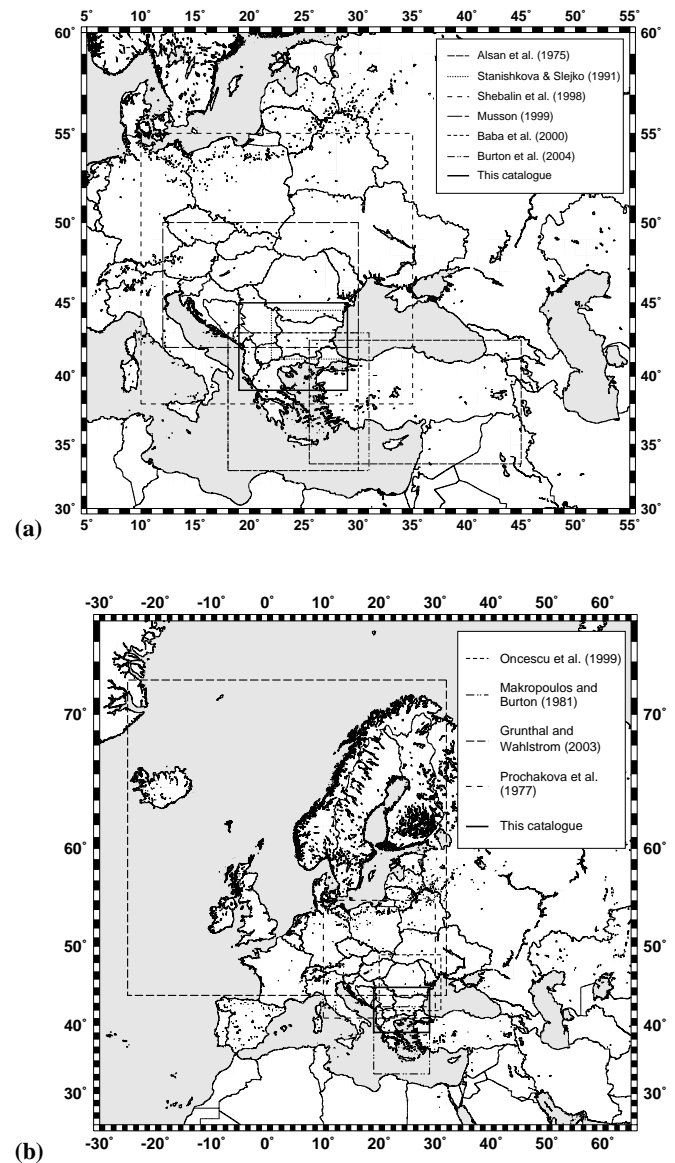 5° 10° 15° 20° 25° 30° 35° 40° 45° 50° 55°
60° 60°
Alsan et al. (1975)
Stanishkova & Slejko (1991)
Shebalin et al. (1998)
Musson (1999)
Baba et al. (2000)
Burton et al. (2004)
This catalogue
55° 55°
50° 50°
45° 45°
40° 40°
35° 35°
30° 30°
5° 10° 15° 20° 25° 30° 35° 40° 45° 50° 55°
(a)
-30° -20° -10° 0° 10° 20° 30° 40° 50° 60°
Oncescu et al. (1999)
Makropoulos and
Burton (1981)
Grunthal and
Wahlstrom (2003)
Prochakova et al.
(1977)
This catalogue
70° 70°
60° 60°
50° 50°
40° 40°
30° 30°
-30° -20° -10° 0° 10° 20° 30° 40° 50° 60°
(b)